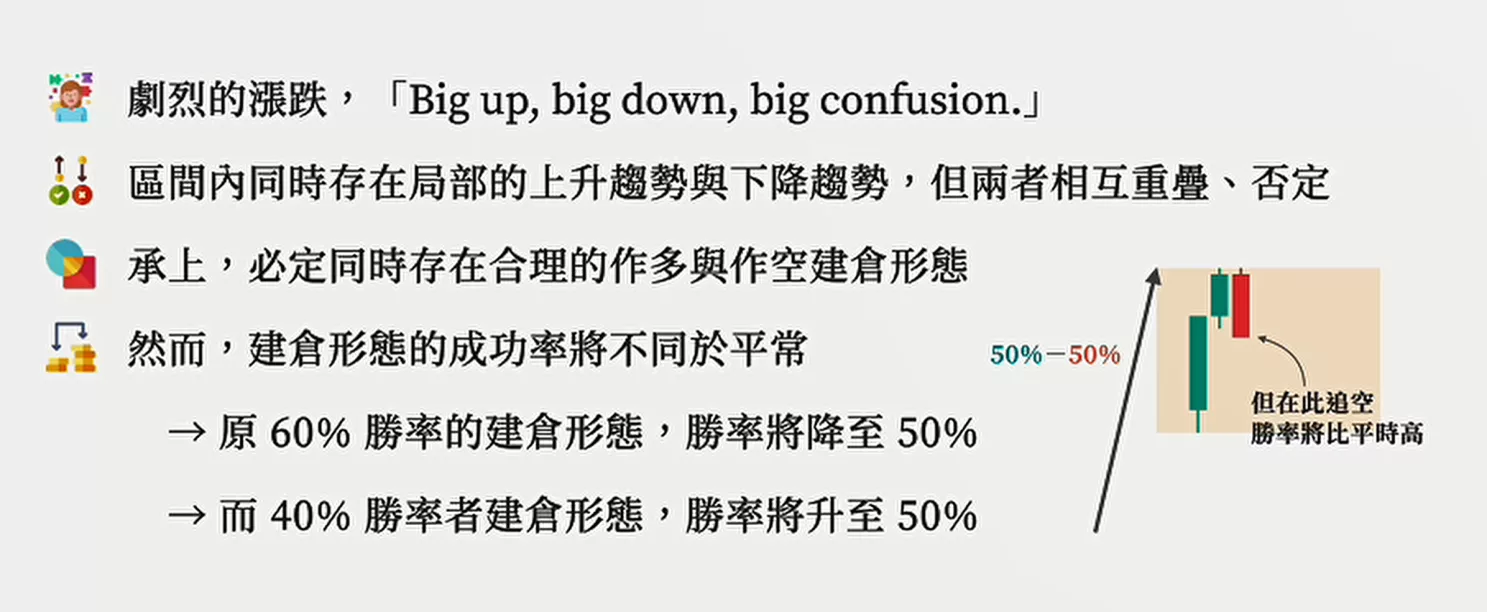 劇烈的漲跌，「Big up, big down, big confusion.」
區間內同時存在局部的上升趨勢與下降趨勢，但兩者相互重疊、否定
承上，必定同時存在合理的作多與作空建倉形態
然而，建倉形態的成功率將不同於平常
→ 原 60% 勝率的建倉形態，勝率將降至 50%
→ 而 40% 勝率者建倉形態，勝率將升至 50%
50%－50%
但在此追空
勝率將比平時高